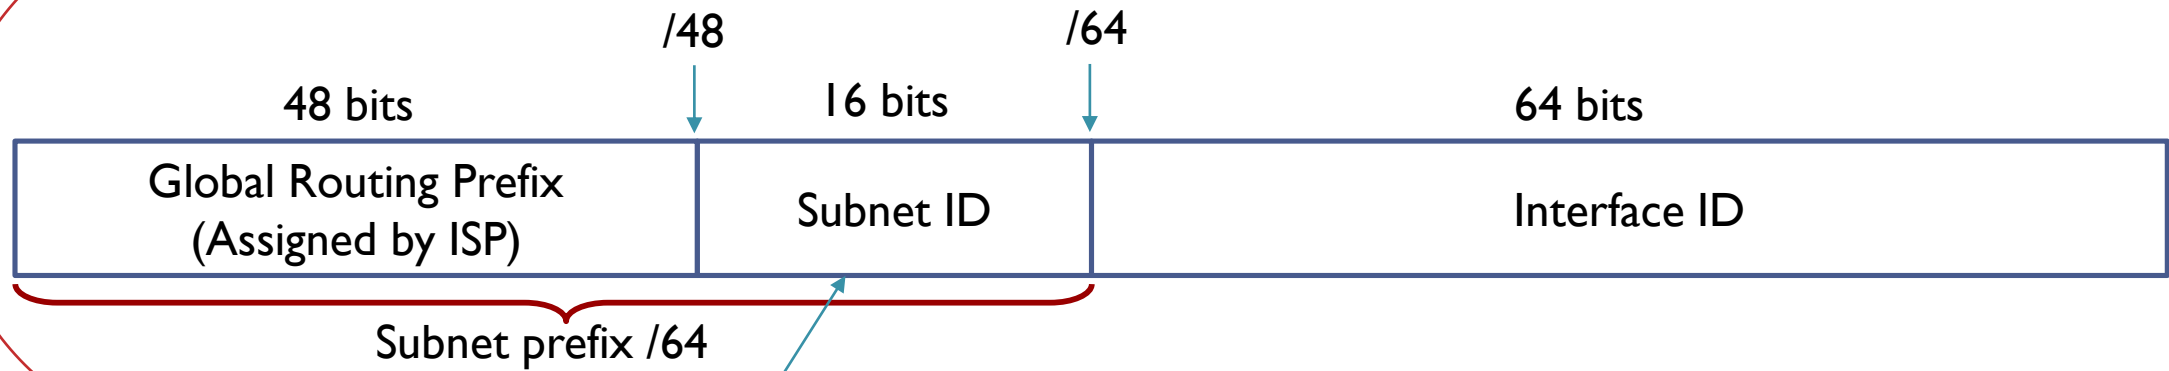 /48
/64
48 bits
16 bits
64 bits
Global Routing Prefix
(Assigned by ISP)
Subnet ID
Interface ID
Subnet prefix /64